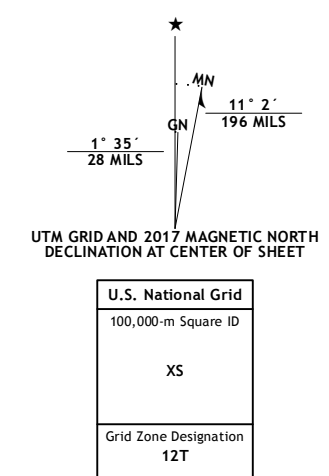 ★
MN
GN
11° 2´
196 MILS
1° 35´
28 MILS
UTM GRID AND 2017 MAGNETIC NORTH
DECLINATION AT CENTER OF SHEET
U.S. National Grid
100,000-m Square ID
XS
Grid Zone Designation
12T